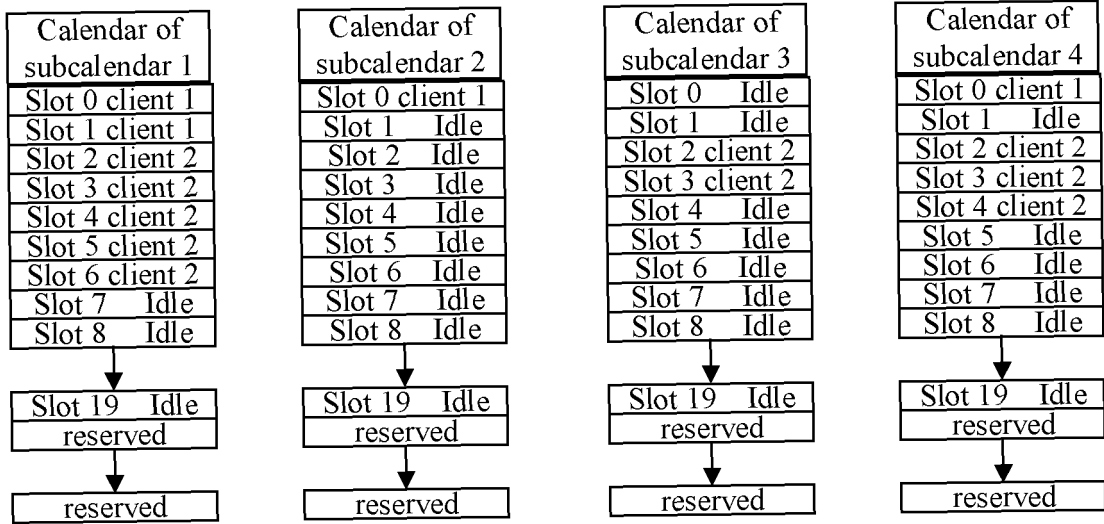 Calendar of
subcalendar 1
Slot 0 client 1
Slot 1 client 1
Slot 2 client 2
Slot 3 client 2
Slot 4 client 2
Slot 5 client 2
Slot 6 client 2
Slot 7 Idle
Slot 8 Idle
Slot 19 Idle
reserved
reserved
Calendar of
subcalendar 2
Slot 0 client 1
Slot 1 Idle
Slot 2 Idle
Slot 3 Idle
Slot 4 Idle
Slot 5 Idle
Slot 6 Idle
Slot 7 Idle
Slot 8 Idle
Slot 19 Idle
reserved
reserved
Calendar of
subcalendar 3
Slot 0 Idle
Slot 1 Idle
Slot 2 client 2
Slot 3 client 2
Slot 4 Idle
Slot 5 Idle
Slot 6 Idle
Slot 7 Idle
Slot 8 Idle
Slot 19 Idle
reserved
reserved
Calendar of
subcalendar 4
Slot 0 client 1
Slot 1 Idle
Slot 2 client 2
Slot 3 client 2
Slot 4 client 2
Slot 5 Idle
Slot 6 Idle
Slot 7 Idle
Slot 8 Idle
Slot 19 Idle
reserved
reserved